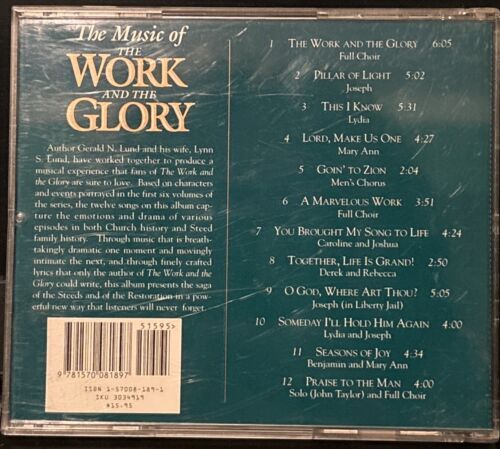 The Music of
THE
WORK
AND THE
GLORY
Author Gerald N. Lund and his wife, Lynn
S. Lund, have worked together to produce a
musical experience that fans of The Work and
the Glory are sure to love. Based on characters
and events portrayed in the first six volumes of
the series, the twelve songs on this album cap-
ture the emotions and drama of various
episodes in both Church history and Steed
family history. Through music that is breath-
takingly dramatic one moment and movingly
intimate the next, and through finely crafted
lyrics that only the author of The Work and the
Glory could write, this album presents the saga
of the Steeds and of the Restoration in a pow-
erful new way that listeners will never forget.
51595>
9 781570 081897
ISBN 1-57008-189-1
SKU 3034919
$15.95
1 THE WORK AND THE GLORY 6:05
Full Choir
2 PILLAR OF LIGHT 5:02
Joseph
3 THIS I KNOW 5:31
Lydia
4 LORD, MAKE US ONE 4:27
Mary Ann
5 GOIN' TO ZION 2:04
Men's Chorus
6 A MARVELOUS WORK 3:51
Full Choir
7 YOU BROUGHT MY SONG TO LIFE 4:24
Caroline and Joshua
8 TOGETHER, LIFE IS GRAND! 2:50
Derek and Rebecca
9 O GOD, WHERE ART THOU? 5:05
Joseph (in Liberty Jail)
10 SOMEDAY I'LL HOLD HIM AGAIN 4:00
Lydia and Joseph
11 SEASONS OF JOY 4:34
Benjamin and Mary Ann
12 PRAISE TO THE MAN 4:00
Solo (John Taylor) and Full Choir